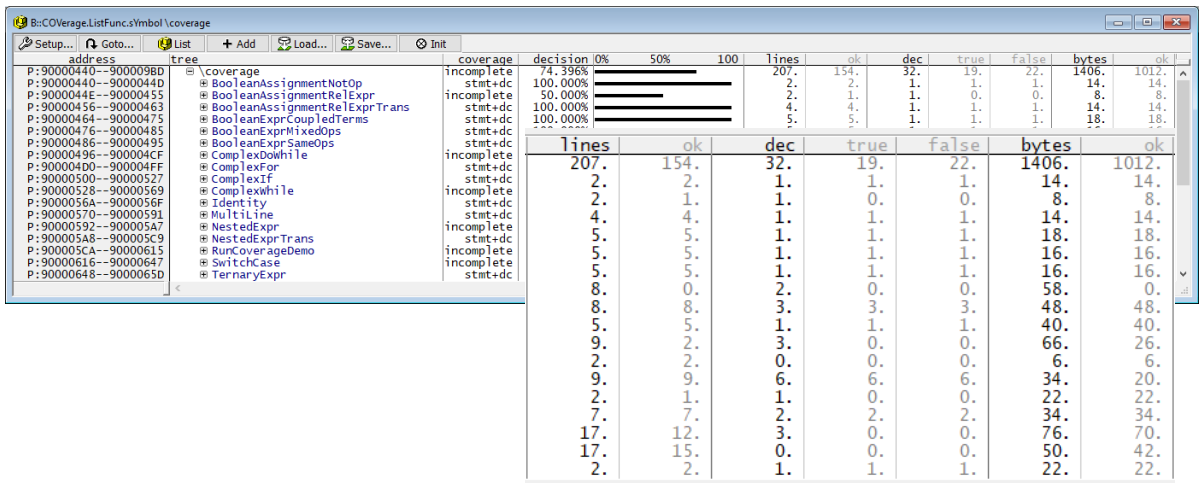 B::COVerage.ListFunc.sYmbol \coverage
Setup... Goto... List Add Load... Save... Init
address tree coverage decision 0% 50% 100 lines ok dec true false bytes ok
P:90000440--900009BD \coverage incomplete 74.396% 207. 154. 32. 19. 22. 1406. 1012.
P:90000440--9000044D BooleanAssignmentNotOp stmt+dc 100.000% 2. 2. 1. 1. 1. 14. 14.
P:9000044E--90000455 BooleanAssignmentRelExpr incomplete 50.000% 2. 1. 1. 0. 0. 8. 8.
P:90000456--90000463 BooleanAssignmentRelExprTrans stmt+dc 100.000% 4. 4. 1. 1. 1. 14. 14.
P:90000464--90000475 BooleanExprCoupledTerms stmt+dc 100.000% 5. 5. 1. 1. 1. 18. 18.
P:90000476--90000485 BooleanExprMixedOps stmt+dc
P:90000486--90000495 BooleanExprSameOps stmt+dc
P:90000496--900004CF ComplexDoWhile incomplete
P:900004D0--900004FF ComplexFor stmt+dc
P:90000500--90000527 ComplexIf stmt+dc
P:90000528--90000569 ComplexWhile incomplete
P:9000056A--9000056F Identity stmt+dc
P:90000570--90000591 MultiLine stmt+dc
P:90000592--900005A7 NestedExpr incomplete
P:900005A8--900005C9 NestedExprTrans stmt+dc
P:900005CA--90000615 RunCoverageDemo incomplete
P:90000616--90000647 SwitchCase incomplete
P:90000648--9000065D TernaryExpr stmt+dc
lines ok dec true false bytes ok
207. 154. 32. 19. 22. 1406. 1012.
2. 2. 1. 1. 1. 14. 14.
2. 1. 1. 0. 0. 8. 8.
4. 4. 1. 1. 1. 14. 14.
5. 5. 1. 1. 1. 18. 18.
5. 5. 1. 1. 1. 16. 16.
5. 5. 1. 1. 1. 16. 16.
8. 0. 2. 0. 0. 58. 0.
8. 8. 3. 3. 3. 48. 48.
5. 5. 1. 1. 1. 40. 40.
9. 2. 3. 0. 0. 66. 26.
2. 2. 0. 0. 0. 6. 6.
9. 9. 6. 6. 6. 34. 20.
2. 1. 1. 0. 0. 22. 22.
7. 7. 2. 2. 2. 34. 34.
17. 12. 3. 0. 0. 76. 70.
17. 15. 0. 0. 0. 50. 42.
2. 2. 1. 1. 1. 22. 22.